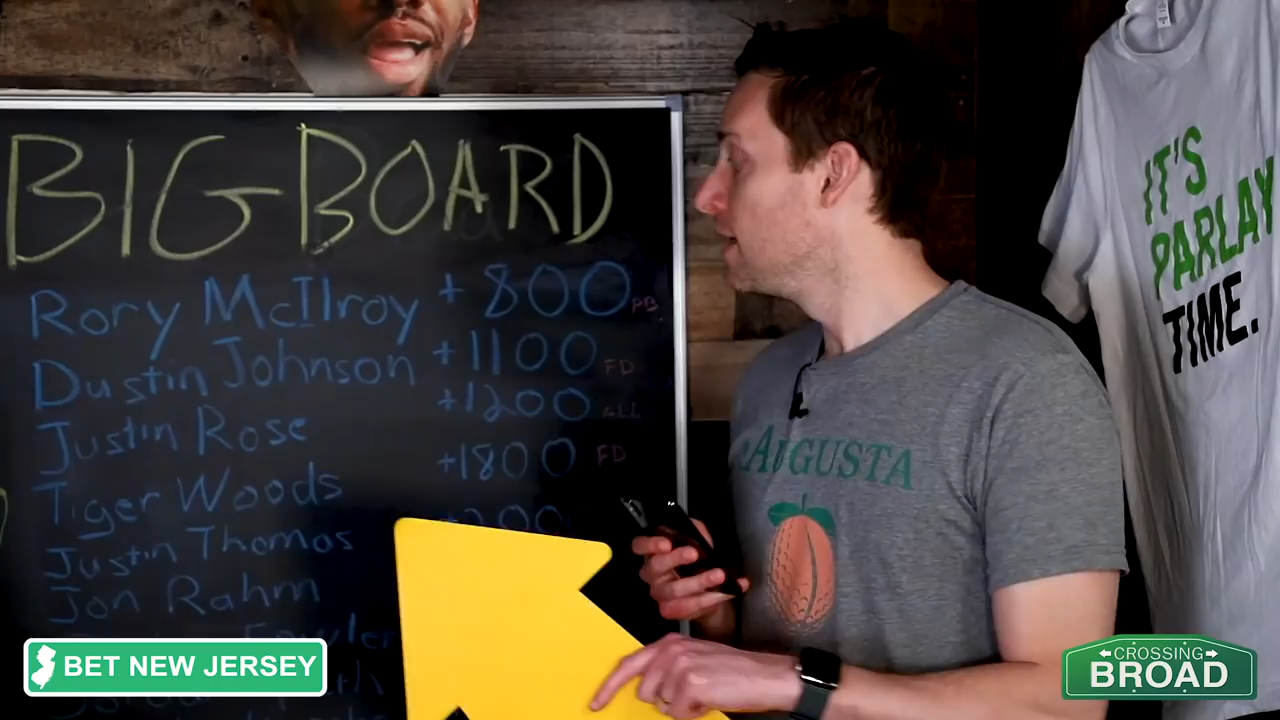 BIG BOARD
Rory McIlroy +800 PB
Dustin Johnson +1100 FD
Justin Rose +1200 ALL
Tiger Woods +1800 FD
Justin Thomas
Jon Rahm
Fowler
IT'S
PARLAY
TIME.
AUGUSTA
BET NEW JERSEY
CROSSING
BROAD